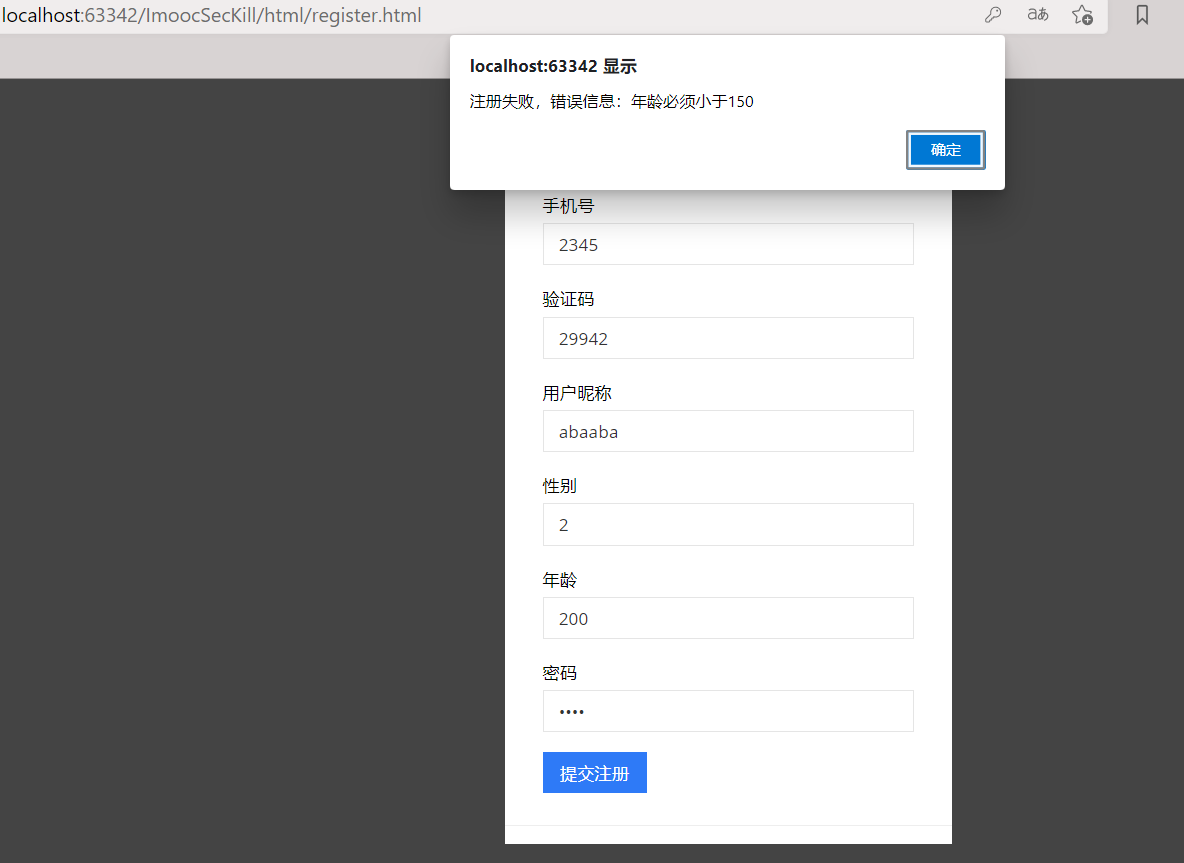 localhost:63342/ImoocSecKill/html/register.html
aあ
localhost:63342 显示
注册失败，错误信息：年龄必须小于150
确定
手机号
2345
验证码
29942
用户昵称
abaaba
性别
2
年龄
200
密码
••••
提交注册